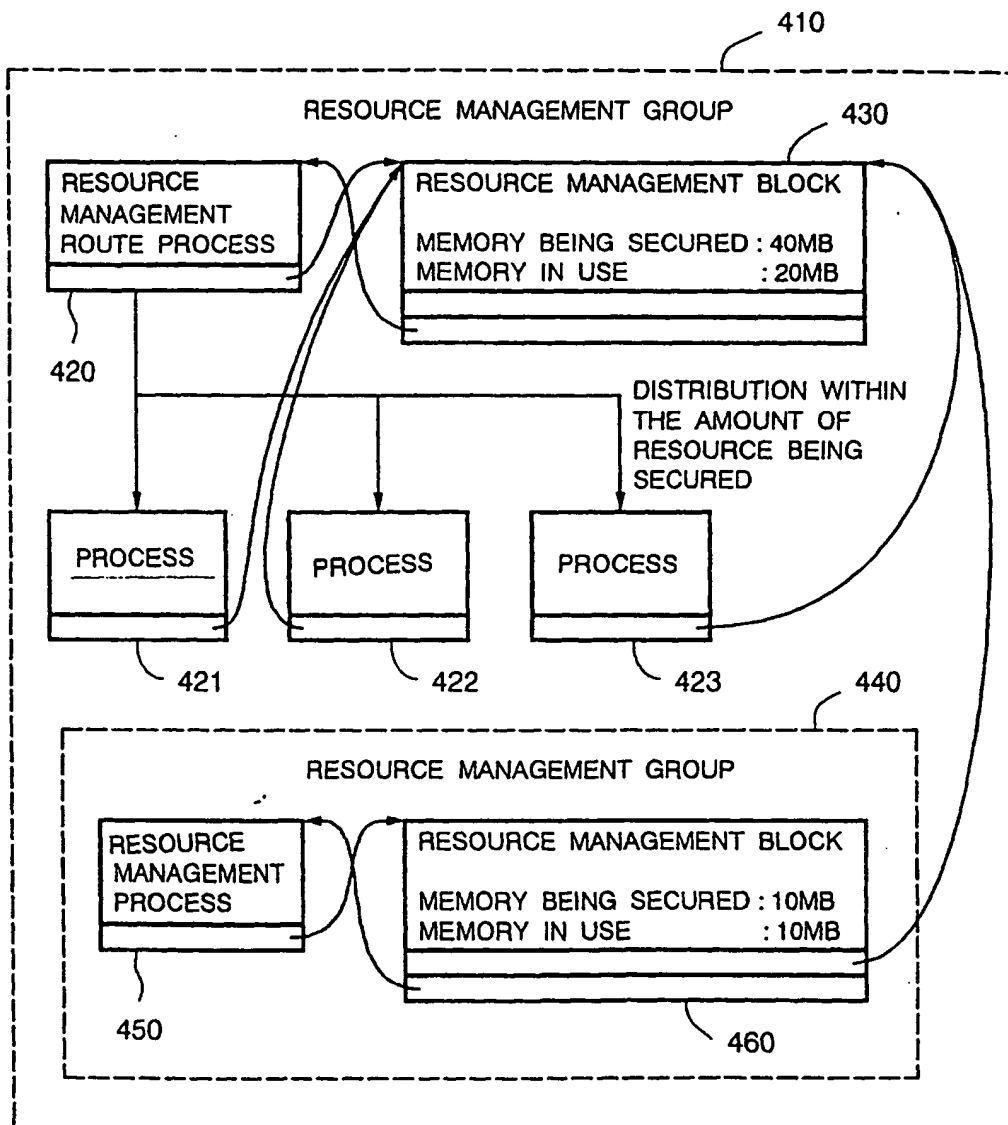 410
RESOURCE MANAGEMENT GROUP
430
RESOURCE
MANAGEMENT
ROUTE PROCESS
RESOURCE MANAGEMENT BLOCK
MEMORY BEING SECURED : 40MB
MEMORY IN USE : 20MB
420
DISTRIBUTION WITHIN
THE AMOUNT OF
RESOURCE BEING
SECURED
PROCESS
PROCESS
PROCESS
421
422
423
440
RESOURCE MANAGEMENT GROUP
RESOURCE
MANAGEMENT
PROCESS
RESOURCE MANAGEMENT BLOCK
MEMORY BEING SECURED : 10MB
MEMORY IN USE : 10MB
450
460